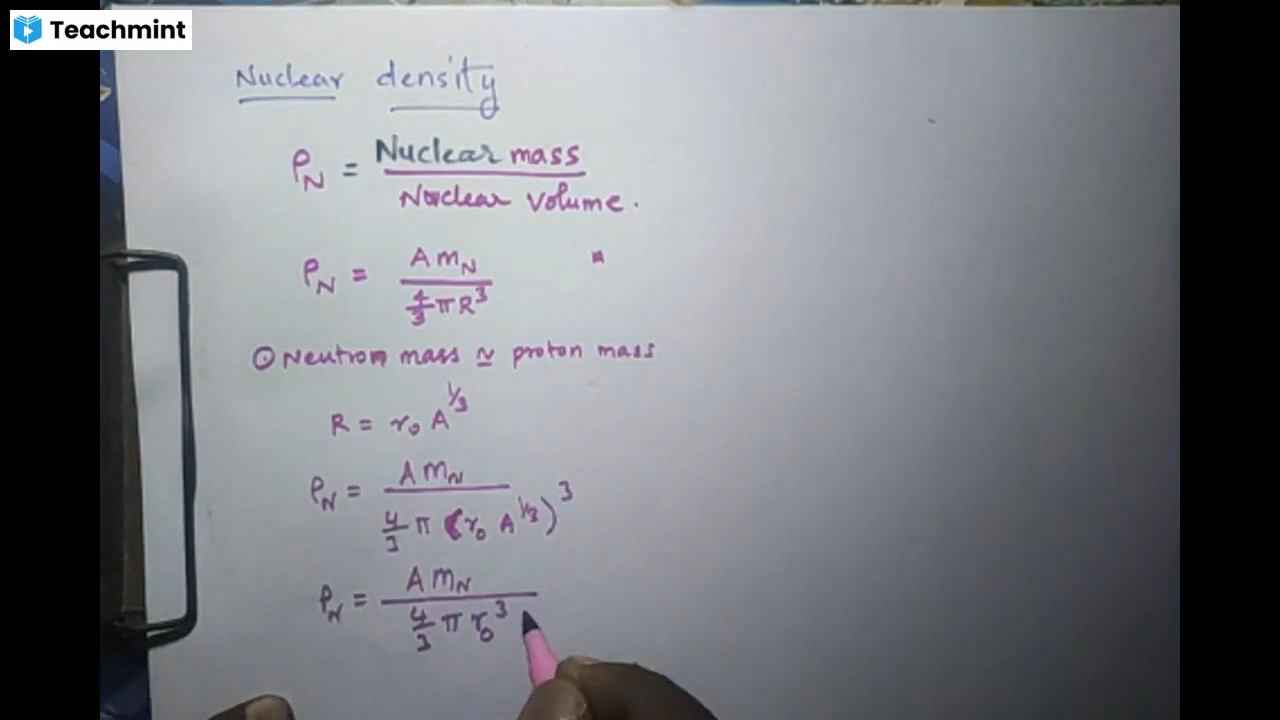 Teachmint
Nuclear density
ρN = Nuclear mass / Nuclear volume.
ρN = A mN / 4/3 π R³
⊙ Neutron mass ≃ proton mass
R = r₀ A^1/3
ρN = A mN / 4/3 π (r₀ A^1/3)³
ρN = A mN / 4/3 π r₀³